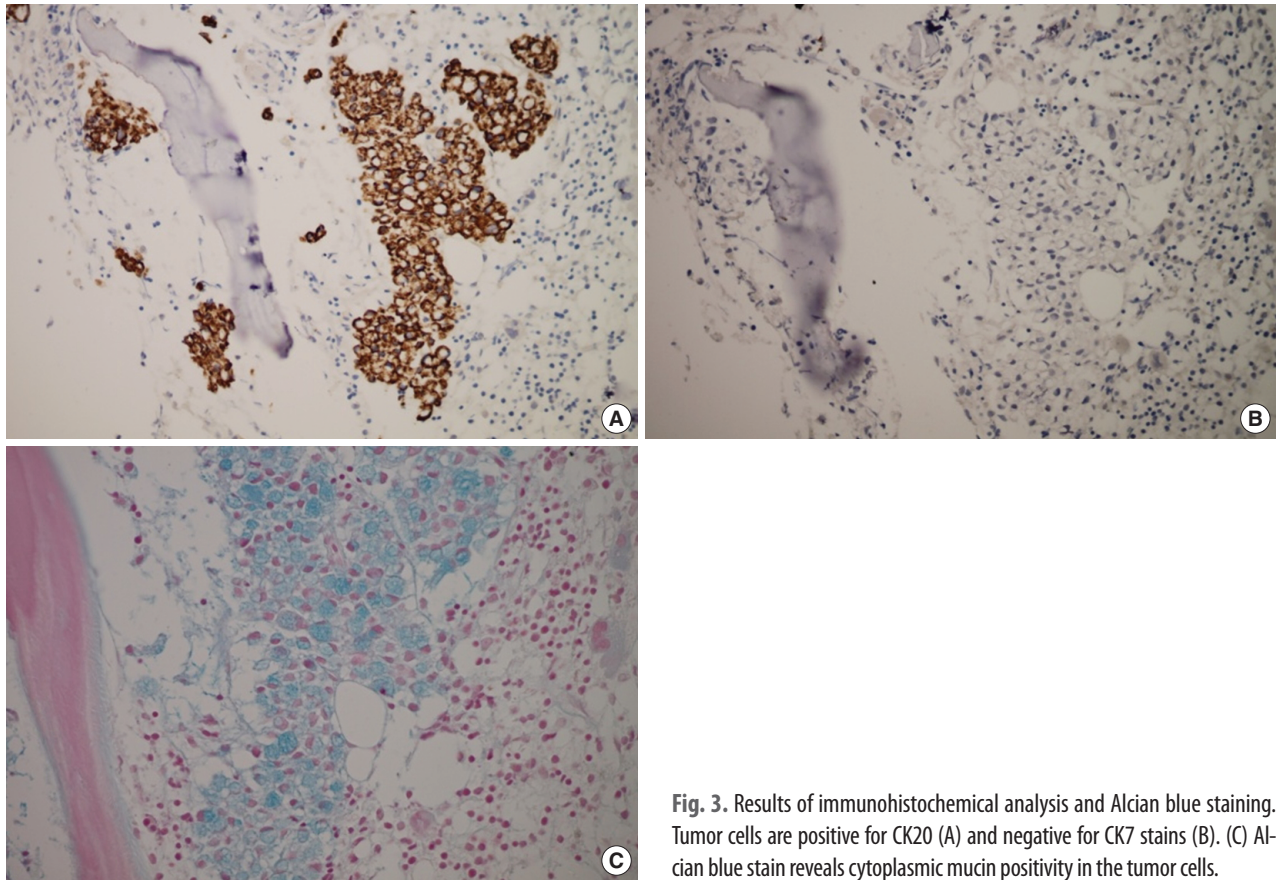 A
B
C
Fig. 3. Results of immunohistochemical analysis and Alcian blue staining.
Tumor cells are positive for CK20 (A) and negative for CK7 stains (B). (C) Al-
cian blue stain reveals cytoplasmic mucin positivity in the tumor cells.